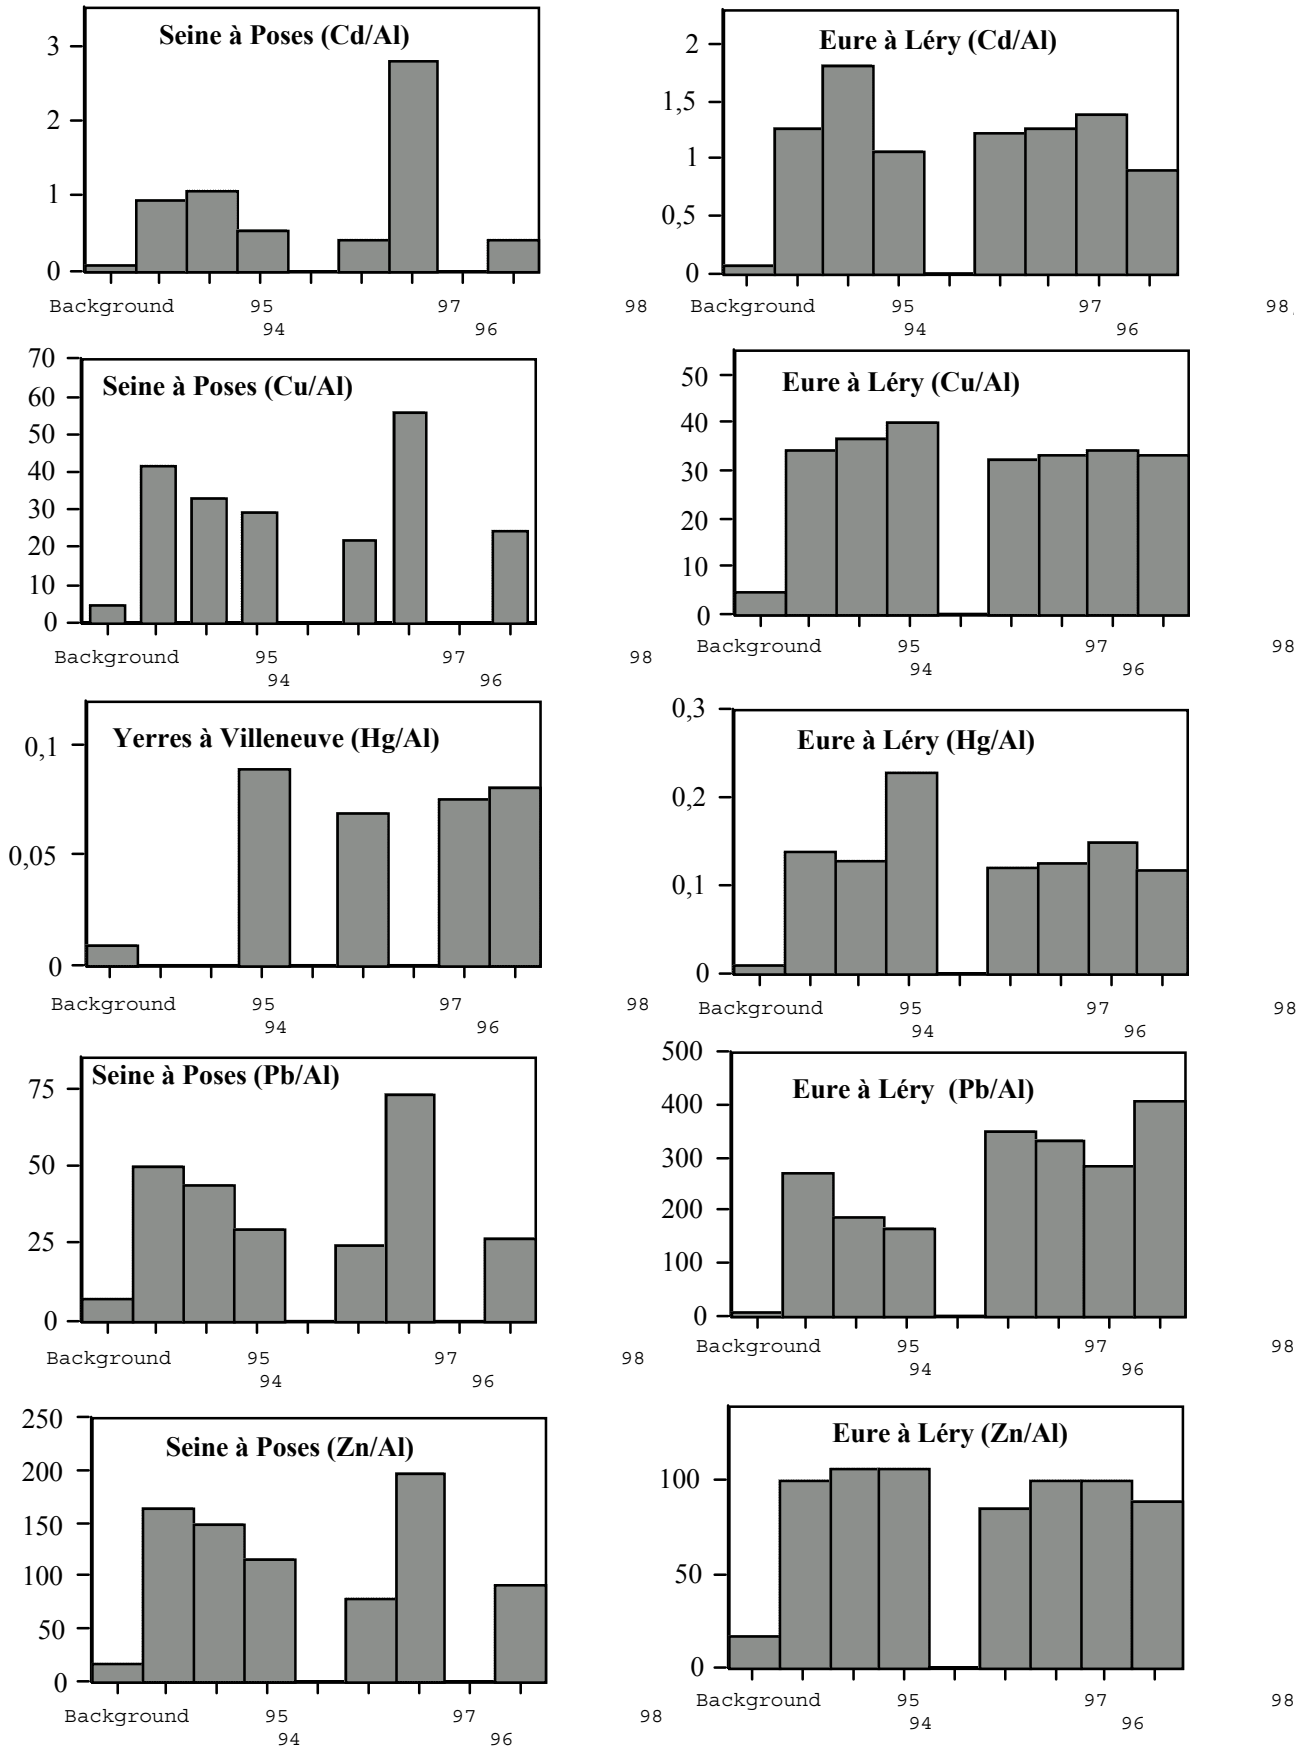 Seine à Poses (Cd/Al)
3
2
1
0
Background 95 97 98
94 96
Eure à Léry (Cd/Al)
2
1,5
1
0,5
0
Background 95 97 98
94 96
Seine à Poses (Cu/Al)
70
60
50
40
30
20
10
0
Background 95 97 98
94 96
Eure à Léry (Cu/Al)
50
40
30
20
10
0
Background 95 97 98
94 96
Yerres à Villeneuve (Hg/Al)
0,1
0,05
0
Background 95 97 98
94 96
Eure à Léry (Hg/Al)
0,3
0,2
0,1
0
Background 95 97 98
94 96
Seine à Poses (Pb/Al)
75
50
25
0
Background 95 97 98
94 96
Eure à Léry (Pb/Al)
500
400
300
200
100
0
Background 95 97 98
94 96
Seine à Poses (Zn/Al)
250
200
150
100
50
0
Background 95 97 98
94 96
Eure à Léry (Zn/Al)
100
50
0
Background 95 97 98
94 96